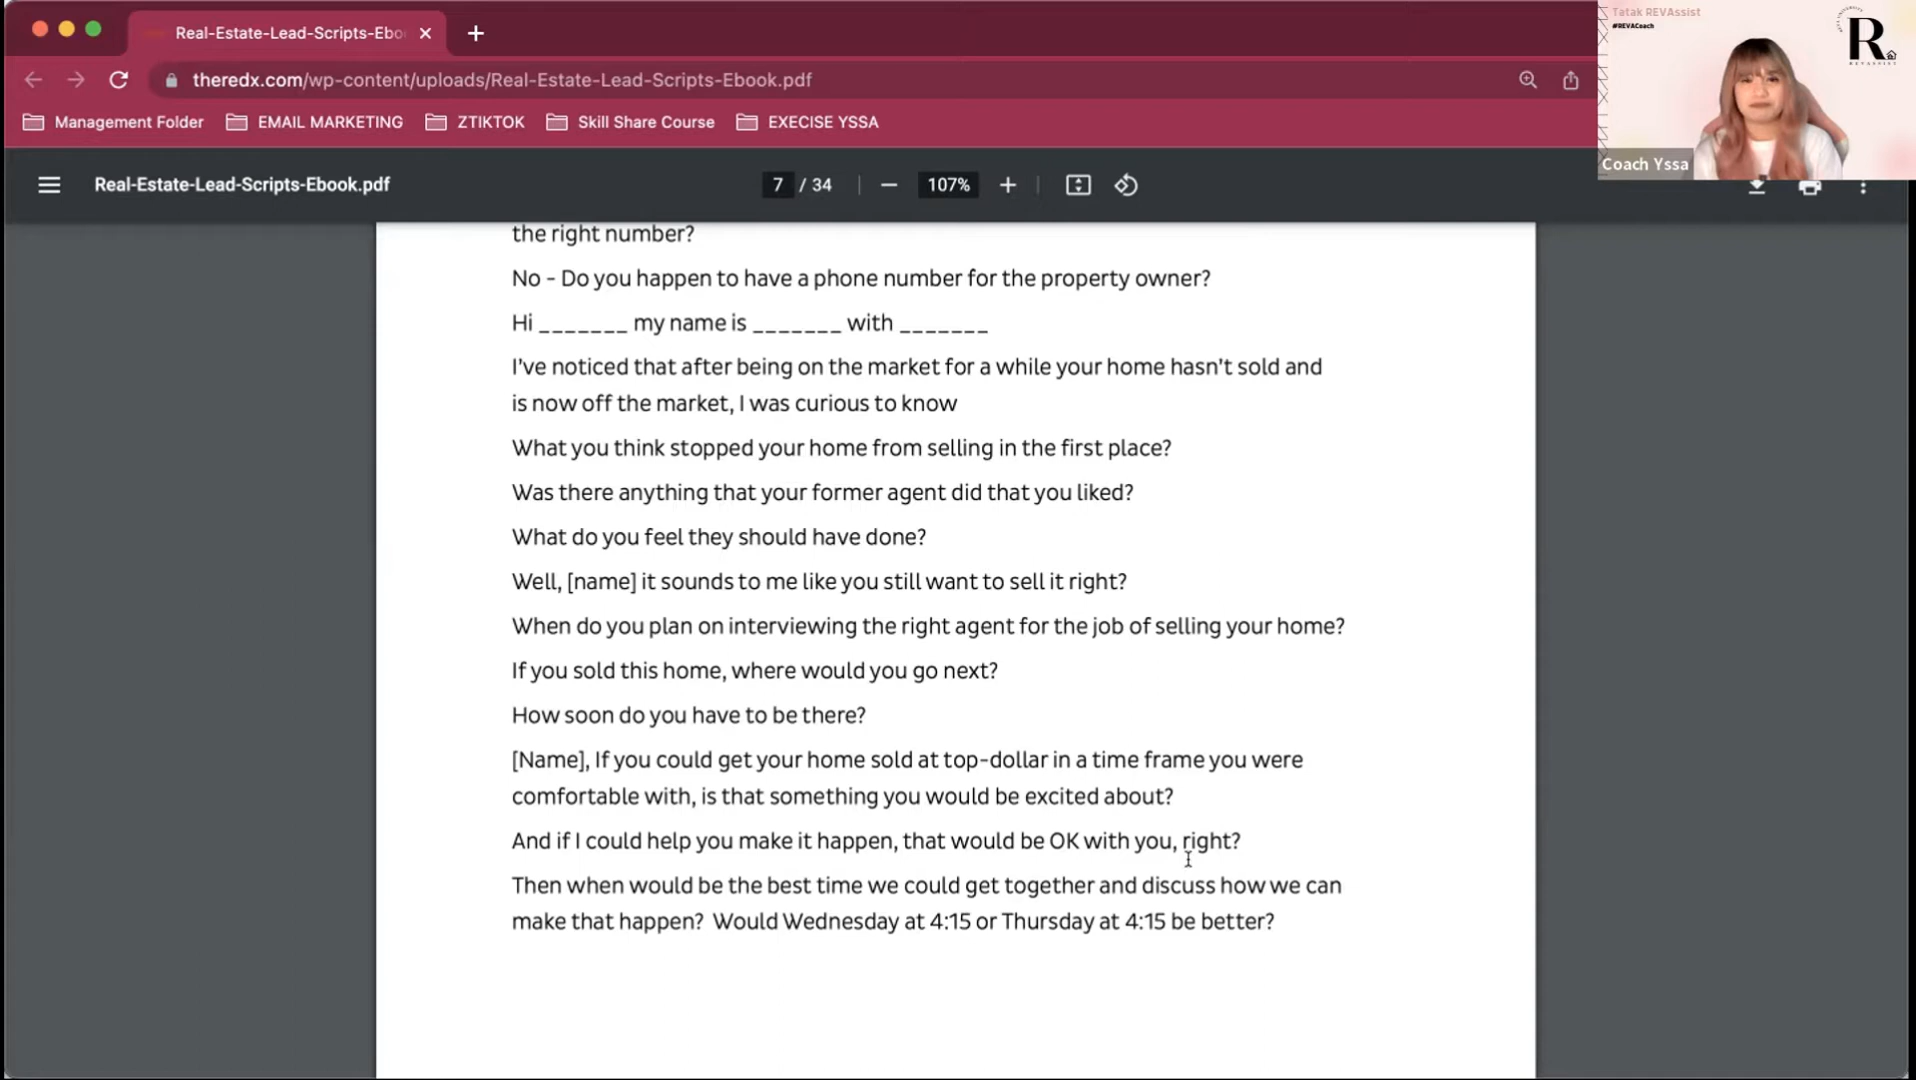 Real-Estate-Lead-Scripts-Ebo
theredx.com/wp-content/uploads/Real-Estate-Lead-Scripts-Ebook.pdf
Management Folder
EMAIL MARKETING
ZTIKTOK
Skill Share Course
EXECISE YSSA
Tatak REVAssist
#REVACoach
R
REVASSIST
Coach Yssa
Real-Estate-Lead-Scripts-Ebook.pdf
7 / 34
107%
the right number?
No - Do you happen to have a phone number for the property owner?
Hi _______ my name is _______ with _______
I've noticed that after being on the market for a while your home hasn't sold and
is now off the market, I was curious to know
What you think stopped your home from selling in the first place?
Was there anything that your former agent did that you liked?
What do you feel they should have done?
Well, [name] it sounds to me like you still want to sell it right?
When do you plan on interviewing the right agent for the job of selling your home?
If you sold this home, where would you go next?
How soon do you have to be there?
[Name], If you could get your home sold at top-dollar in a time frame you were
comfortable with, is that something you would be excited about?
And if I could help you make it happen, that would be OK with you, right?
Then when would be the best time we could get together and discuss how we can
make that happen?  Would Wednesday at 4:15 or Thursday at 4:15 be better?